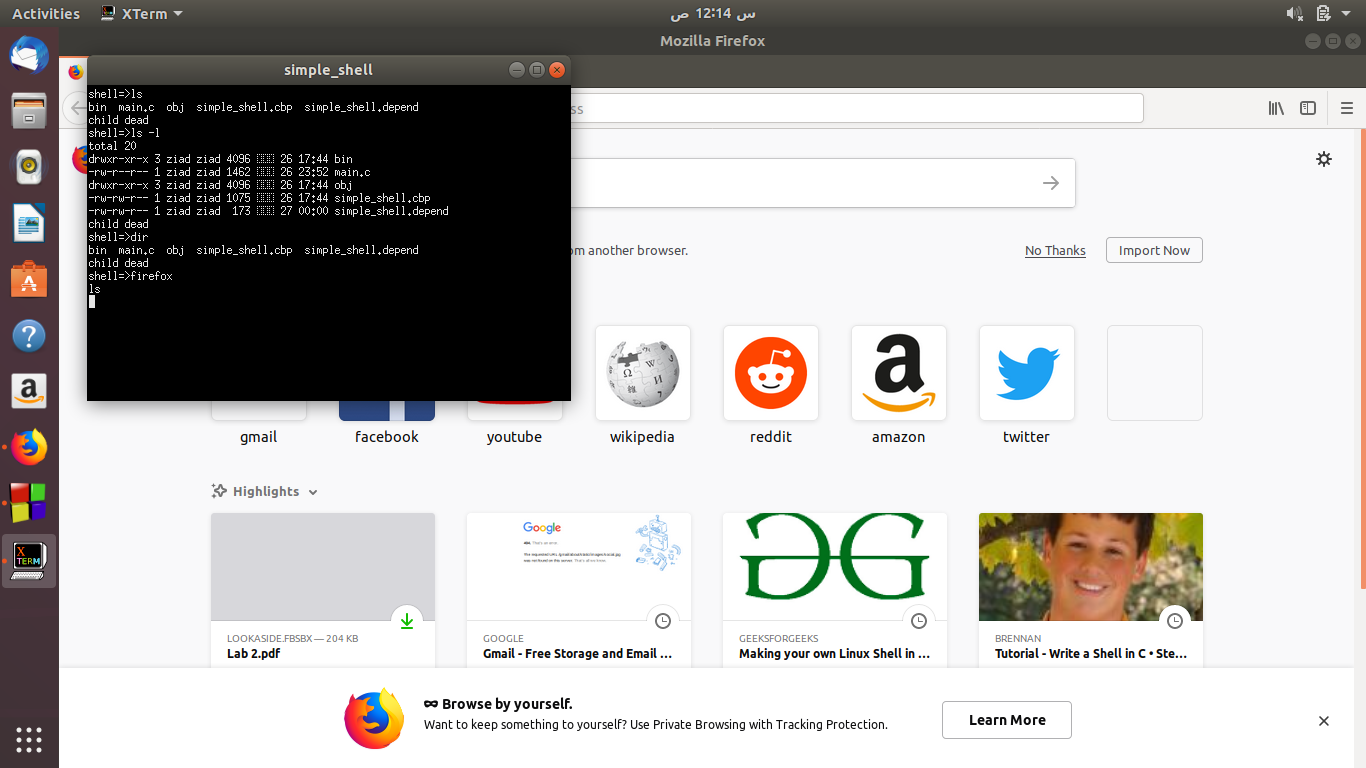 Activities
XTerm
س 12:14 ص
Mozilla Firefox
simple_shell
shell=>ls
bin  main.c  obj  simple_shell.cbp  simple_shell.depend
child dead
shell=>ls -l
total 20
drwxr-xr-x 3 ziad ziad 4096 26 17:44 bin
-rw-r--r-- 1 ziad ziad 1462 26 23:52 main.c
drwxr-xr-x 3 ziad ziad 4096 26 17:44 obj
-rw-rw-r-- 1 ziad ziad 1075 26 17:44 simple_shell.cbp
-rw-rw-r-- 1 ziad ziad  173 27 00:00 simple_shell.depend
child dead
shell=>dir
bin  main.c  obj  simple_shell.cbp  simple_shell.depend
child dead
shell=>firefox
ls
another browser.
No Thanks
Import Now
gmail
facebook
youtube
wikipedia
reddit
amazon
twitter
Highlights
LOOKASIDE.FBSBX — 204 KB
Lab 2.pdf
Google
GOOGLE
Gmail - Free Storage and Email ...
GEEKSFORGEEKS
Making your own Linux Shell in ...
BRENNAN
Tutorial - Write a Shell in C • Ste...
Browse by yourself.
Want to keep something to yourself? Use Private Browsing with Tracking Protection.
Learn More
X
TERM